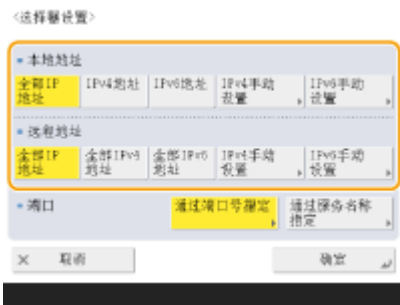 <选择器设置>
本地地址
全部IP地址 IPv4地址 IPv6地址 IPv4手动设置 IPv6手动设置
远程地址
全部IP地址 全部IPv4地址 全部IPv6地址 IPv4手动设置 IPv6手动设置
端口 通过端口号指定 通过服务名称指定
× 取消 确定